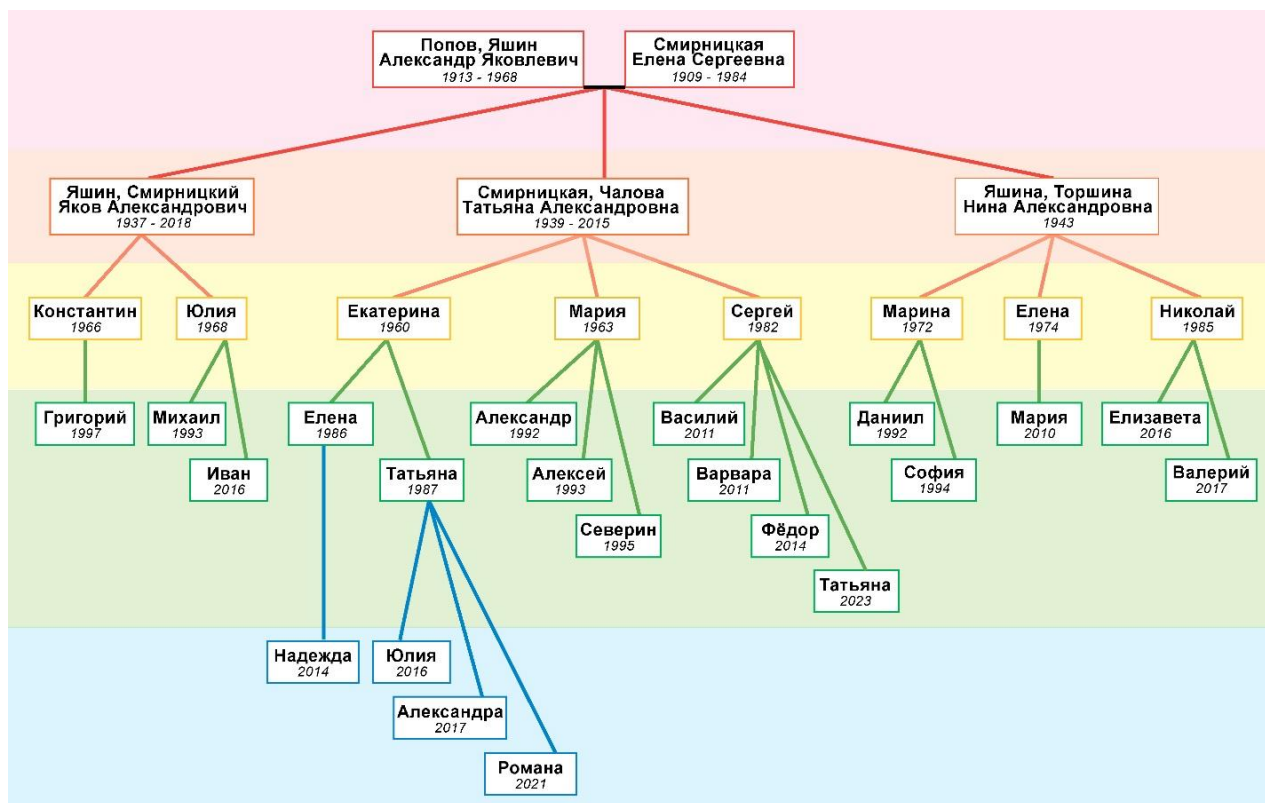 Попов, Яшин
Александр Яковлевич
1913 - 1968
Смирницкая
Елена Сергеевна
1909 - 1984
Яшин, Смирницкий
Яков Александрович
1937 - 2018
Смирницкая, Чалова
Татьяна Александровна
1939 - 2015
Яшина, Торшина
Нина Александровна
1943
Константин
1966
Юлия
1968
Екатерина
1960
Мария
1963
Сергей
1982
Марина
1972
Елена
1974
Николай
1985
Григорий
1997
Михаил
1993
Иван
2016
Елена
1986
Татьяна
1987
Александр
1992
Алексей
1993
Северин
1995
Василий
2011
Варвара
2011
Фёдор
2014
Татьяна
2023
Даниил
1992
София
1994
Мария
2010
Елизавета
2016
Валерий
2017
Надежда
2014
Юлия
2016
Александра
2017
Романа
2021